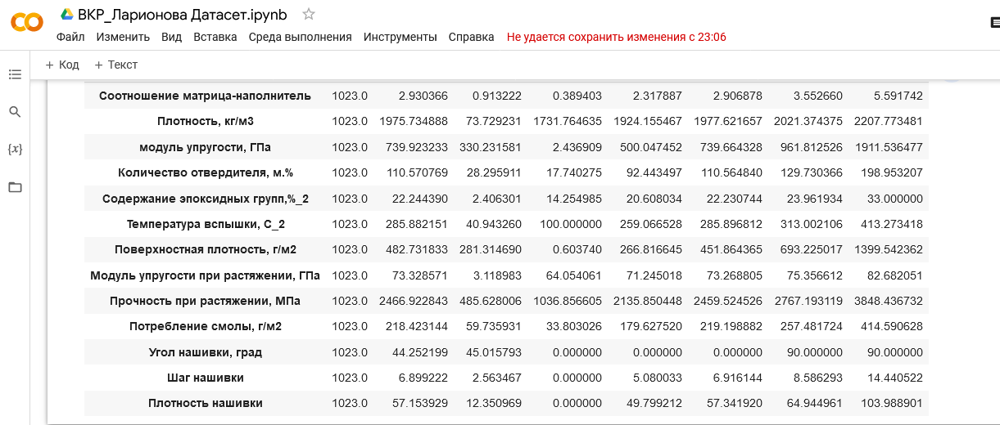 ВКР_Ларионова Датасет.ipynb
Файл Изменить Вид Вставка Среда выполнения Инструменты Справка Не удается сохранить изменения с 23:06
+ Код + Текст
Соотношение матрица-наполнитель 1023.0 2.930366 0.913222 0.389403 2.317887 2.906878 3.552660 5.591742
Плотность, кг/м3 1023.0 1975.734888 73.729231 1731.764635 1924.155467 1977.621657 2021.374375 2207.773481
модуль упругости, ГПа 1023.0 739.923233 330.231581 2.436909 500.047452 739.664328 961.812526 1911.536477
Количество отвердителя, м.% 1023.0 110.570769 28.295911 17.740275 92.443497 110.564840 129.730366 198.953207
Содержание эпоксидных групп,%_2 1023.0 22.244390 2.406301 14.254985 20.608034 22.230744 23.961934 33.000000
Температура вспышки, С_2 1023.0 285.882151 40.943260 100.000000 259.066528 285.896812 313.002106 413.273418
Поверхностная плотность, г/м2 1023.0 482.731833 281.314690 0.603740 266.816645 451.864365 693.225017 1399.542362
Модуль упругости при растяжении, ГПа 1023.0 73.328571 3.118983 64.054061 71.245018 73.268805 75.356612 82.682051
Прочность при растяжении, МПа 1023.0 2466.922843 485.628006 1036.856605 2135.850448 2459.524526 2767.193119 3848.436732
Потребление смолы, г/м2 1023.0 218.423144 59.735931 33.803026 179.627520 219.198882 257.481724 414.590628
Угол нашивки, град 1023.0 44.252199 45.015793 0.000000 0.000000 0.000000 90.000000 90.000000
{x}
Шаг нашивки 1023.0 6.899222 2.563467 0.000000 5.080033 6.916144 8.586293 14.440522
Плотность нашивки 1023.0 57.153929 12.350969 0.000000 49.799212 57.341920 64.944961 103.988901